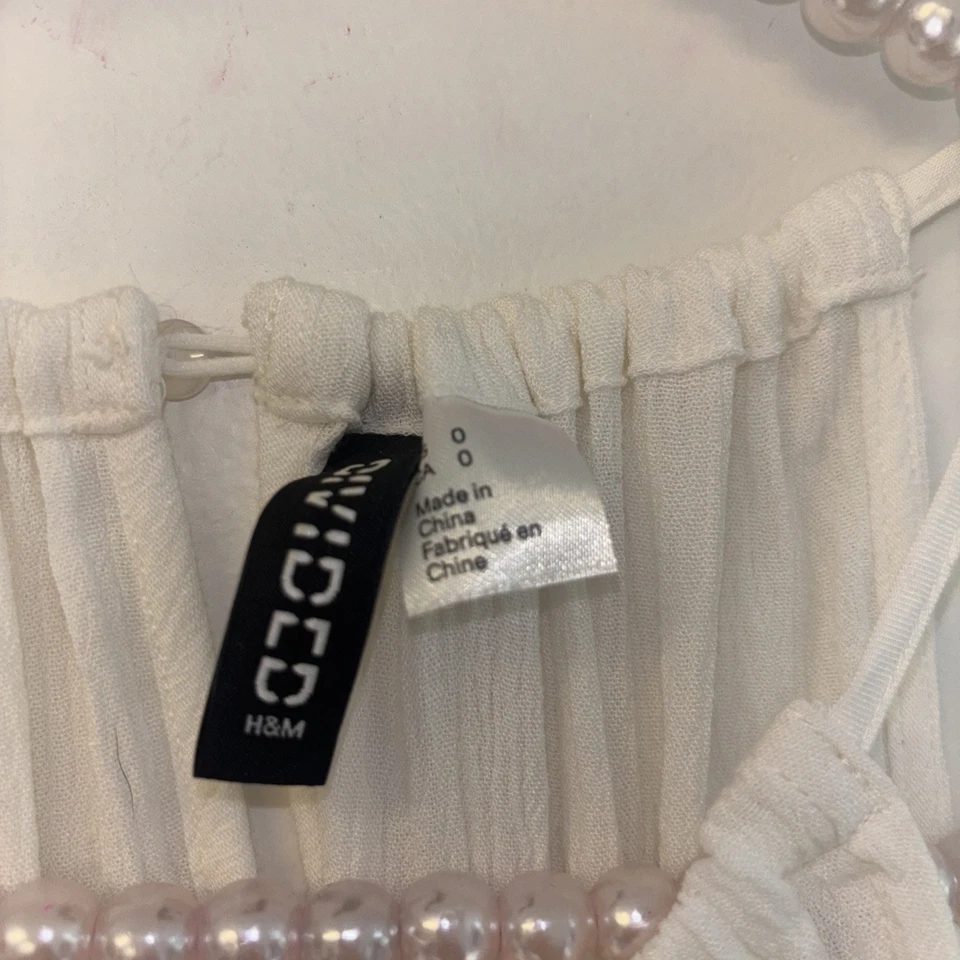 DIVIDED
H&M
0
A 0
Made in
China
Fabriqué en
Chine